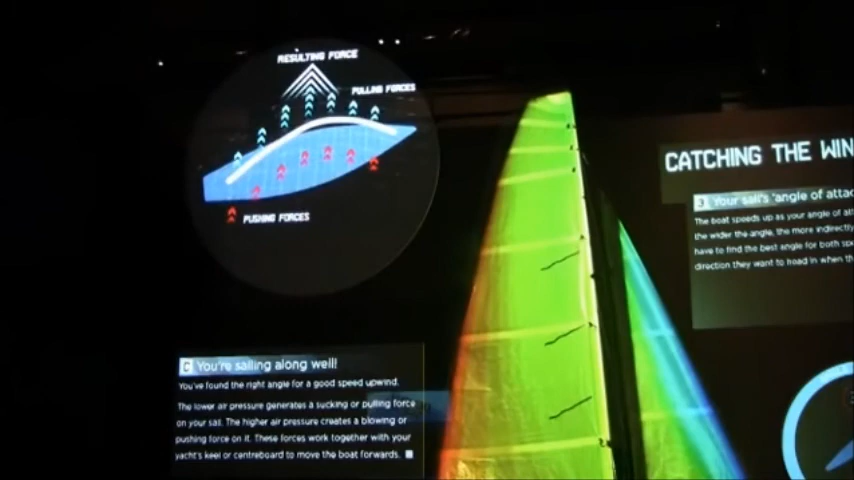 RESULTING FORCE
PULLING FORCES
PUSHING FORCES
CATCHING THE WIN
3 Your sail's 'angle of attac
The boat speeds up as your angle of att
the wider the angle, the more indirectly
have to find the best angle for both spe
direction they want to head in when th
C You're sailing along well!
You've found the right angle for a good speed upwind.
The lower air pressure generates a sucking or pulling force
on your sail. The higher air pressure creates a blowing or
pushing force on it. These forces work together with your
yacht's keel or centreboard to move the boat forwards.